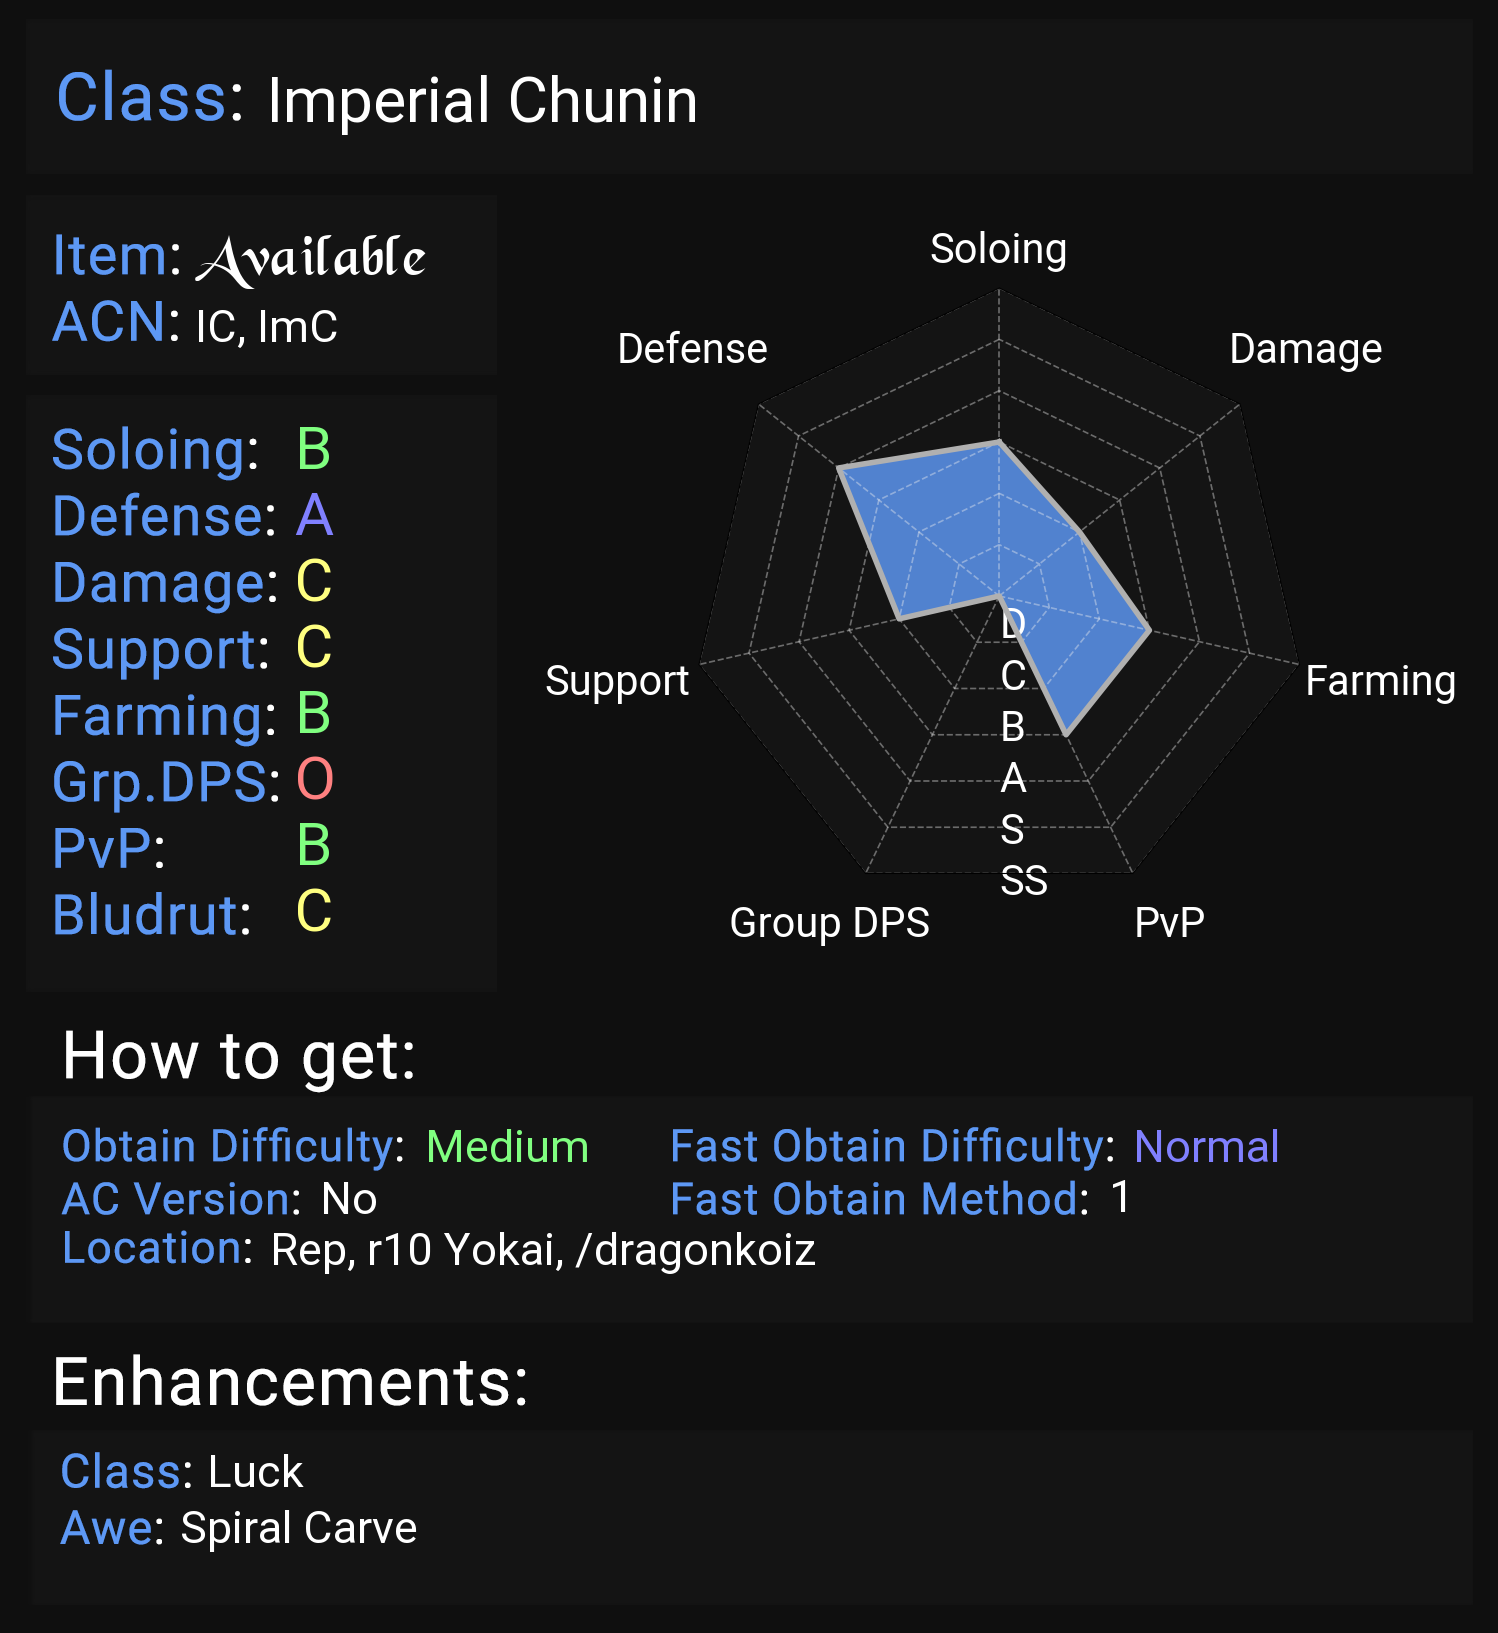 Class: Imperial Chunin
Item: Available
ACN: IC, ImC
Soloing: B
Defense: A
Damage: C
Support: C
Farming: B
Grp.DPS: O
PvP: B
Bludrut: C
Soloing
Defense
Damage
Support
Farming
Group DPS
PvP
D
C
B
A
S
SS
How to get:
Obtain Difficulty: Medium
Fast Obtain Difficulty: Normal
AC Version: No
Fast Obtain Method: 1
Location: Rep, r10 Yokai, /dragonkoiz
Enhancements:
Class: Luck
Awe: Spiral Carve